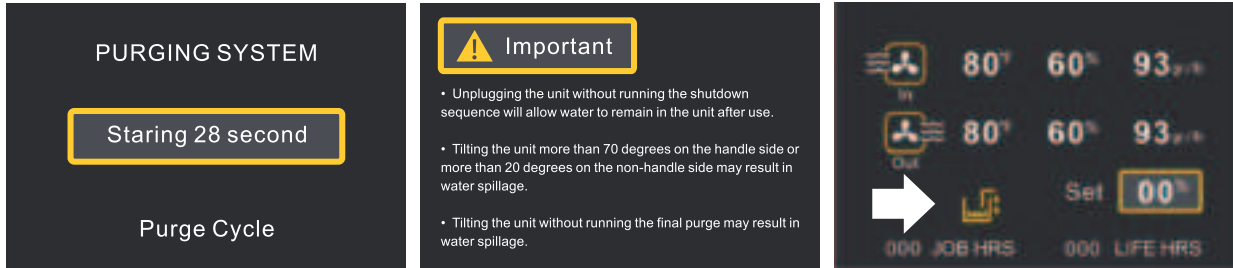 PURGING SYSTEM
Staring 28 second
Purge Cycle
Important
• Unplugging the unit without running the shutdown
sequence will allow water to remain in the unit after use.
• Tilting the unit more than 70 degrees on the handle side or
more than 20 degrees on the non-handle side may result in
water spillage.
• Tilting the unit without running the final purge may result in
water spillage.
80°F 60% 93
In
80°F 60% 93
Out
Set 00%
000 JOB HRS 000 LIFE HRS